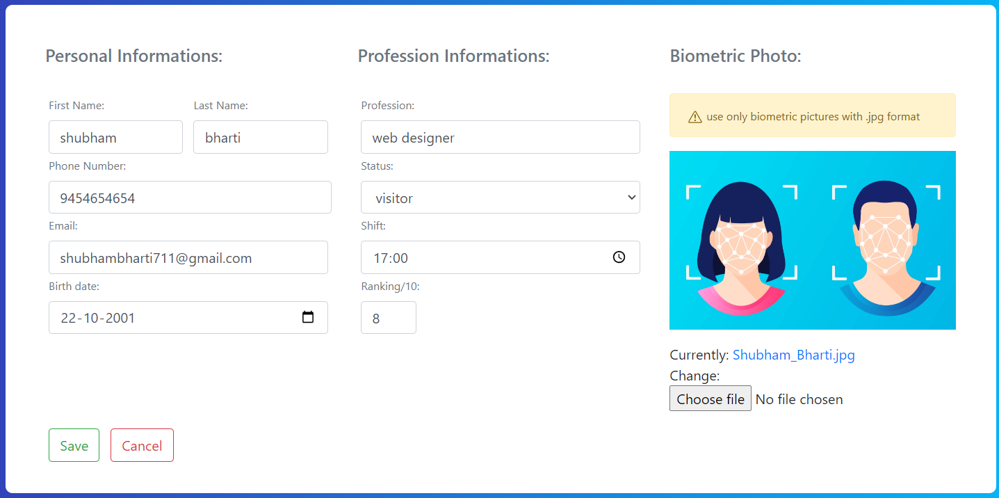 Personal Informations:
First Name:
Last Name:
shubham
bharti
Phone Number:
9454654654
Email:
shubhambharti711@gmail.com
Birth date:
22-10-2001
Profession Informations:
Profession:
web designer
Status:
visitor
Shift:
17:00
Ranking/10:
8
Biometric Photo:
use only biometric pictures with .jpg format
Currently: Shubham_Bharti.jpg
Change:
Choose file No file chosen
Save
Cancel